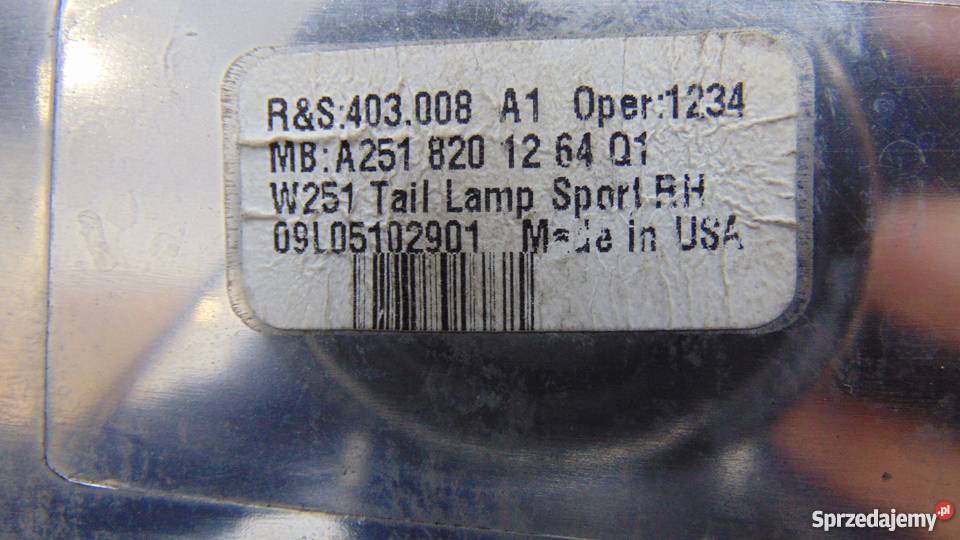 R&S:403.008 A1 Oper:1234
MB:A251 820 12 64 Q1
W251 Tail Lamp Sport RH
09L05102901 Made in USA
Sprzedajemy.pl